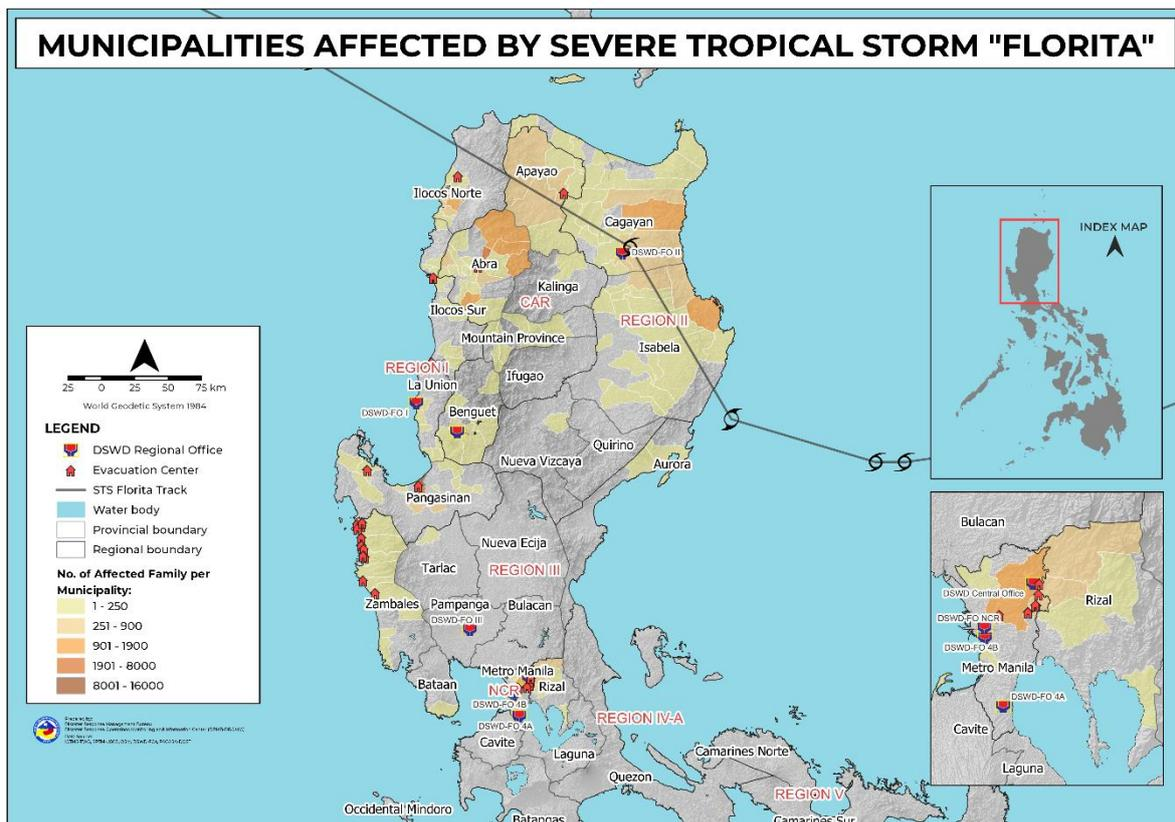 MUNICIPALITIES AFFECTED BY SEVERE TROPICAL STORM "FLORITA"
Apayao
Ilocos Norte
Cagayan
DSWD-FO II
Abra
Kalinga
CAR
Ilocos Sur
REGION II
Mountain Province
Isabela
REGION I
La Union
Ifugao
DSWD-FO I
Benguet
Quirino
Nueva Vizcaya
Aurora
Pangasinan
Nueva Ecija
Tarlac
REGION III
Zambales
Pampanga
Bulacan
DSWD-FO III
Metro Manila
Bataan
NCR
Rizal
DSWD-FO 4B
REGION IV-A
DSWD-FO 4A
Cavite
Laguna
Camarines Norte
Quezon
REGION V
Occidental Mindoro
Batangas
Camarines Sur
25 0 25 50 75 km
World Geodetic System 1984
LEGEND
DSWD Regional Office
Evacuation Center
STS Florita Track
Water body
Provincial boundary
Regional boundary
No. of Affected Family per
Municipality:
1 - 250
251 - 900
901 - 1900
1901 - 8000
8001 - 16000
INDEX MAP
Bulacan
DSWD Central Office
Rizal
DSWD-FO NCR
DSWD-FO 4B
Metro Manila
DSWD-FO 4A
Cavite
Laguna